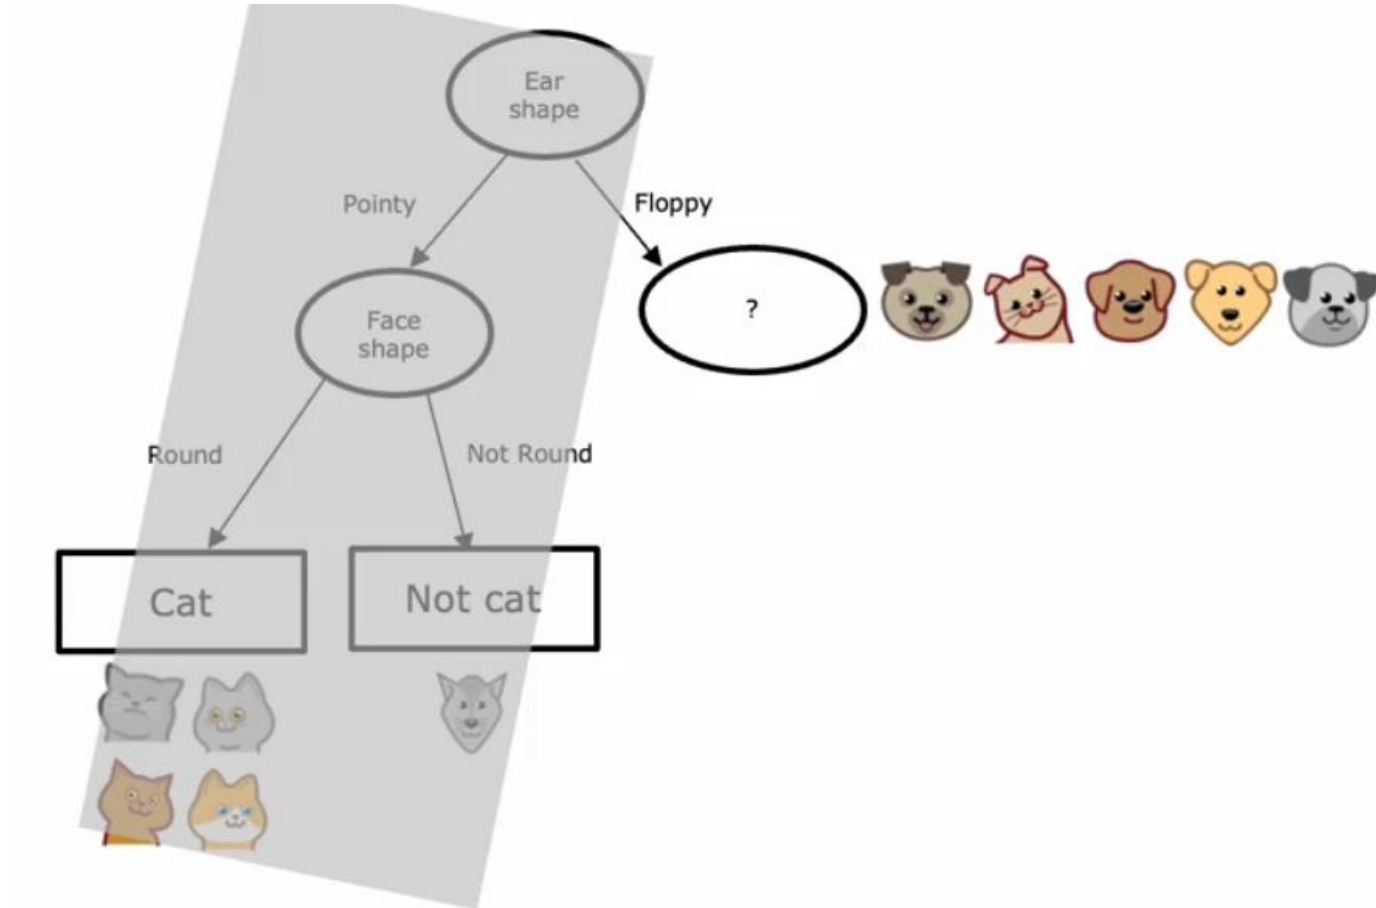 Ear
shape
Pointy
Floppy
Face
shape
?
Round
Not Round
Cat
Not cat